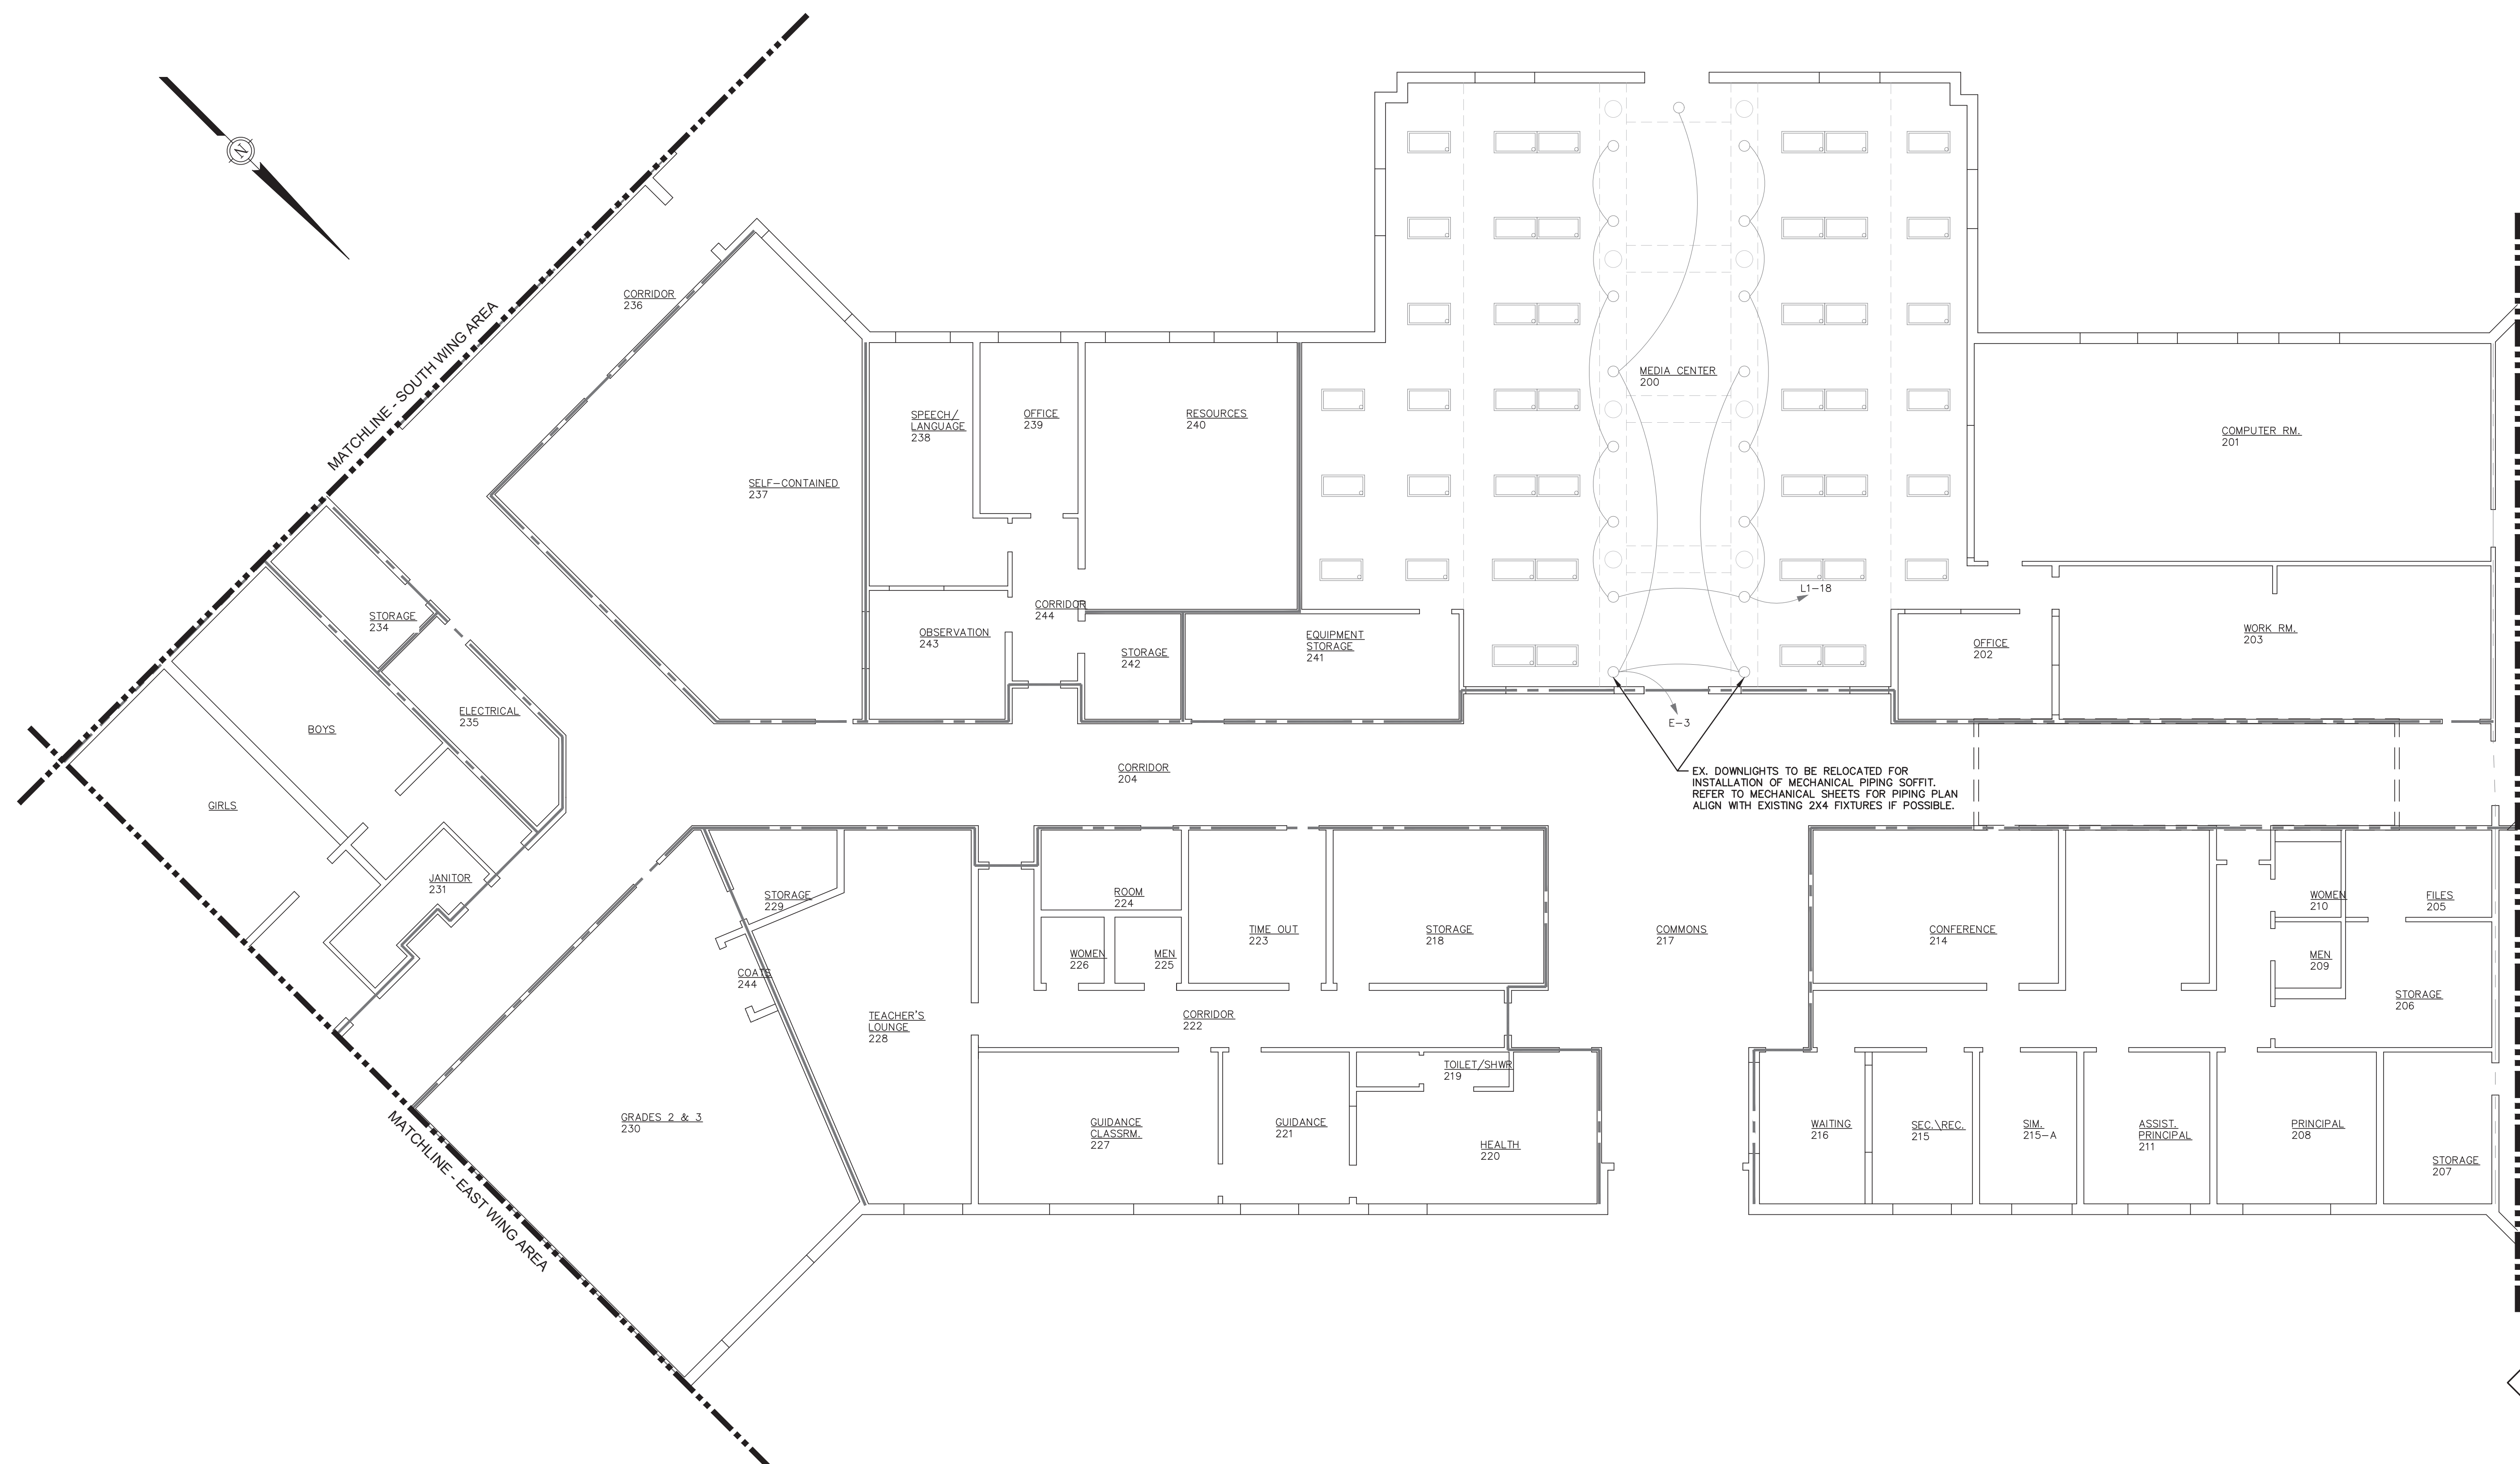 N
CORRIDOR
236
MATCHLINE - SOUTH WING AREA
MEDIA CENTER
200
SPEECH/
LANGUAGE
238
OFFICE
239
RESOURCES
240
COMPUTER RM.
201
SELF-CONTAINED
237
L1-18
STORAGE
234
CORRIDOR
244
OBSERVATION
243
STORAGE
242
EQUIPMENT
STORAGE
241
OFFICE
202
WORK RM.
203
ELECTRICAL
235
BOYS
E-3
CORRIDOR
204
EX. DOWNLIGHTS TO BE RELOCATED FOR
INSTALLATION OF MECHANICAL PIPING SOFFIT.
REFER TO MECHANICAL SHEETS FOR PIPING PLAN
ALIGN WITH EXISTING 2X4 FIXTURES IF POSSIBLE.
GIRLS
JANITOR
231
STORAGE
229
ROOM
224
WOMEN
210
FILES
205
TIME OUT
223
STORAGE
218
COMMONS
217
CONFERENCE
214
WOMEN
226
MEN
225
MEN
209
COATS
244
STORAGE
206
TEACHER'S
LOUNGE
228
CORRIDOR
222
TOILET/SHWR
219
GRADES 2 & 3
230
GUIDANCE
CLASSRM.
227
GUIDANCE
221
HEALTH
220
WAITING
216
SEC.\REC.
215
SIM.
215-A
ASSIST.
PRINCIPAL
211
PRINCIPAL
208
STORAGE
207
MATCHLINE - EAST WING AREA